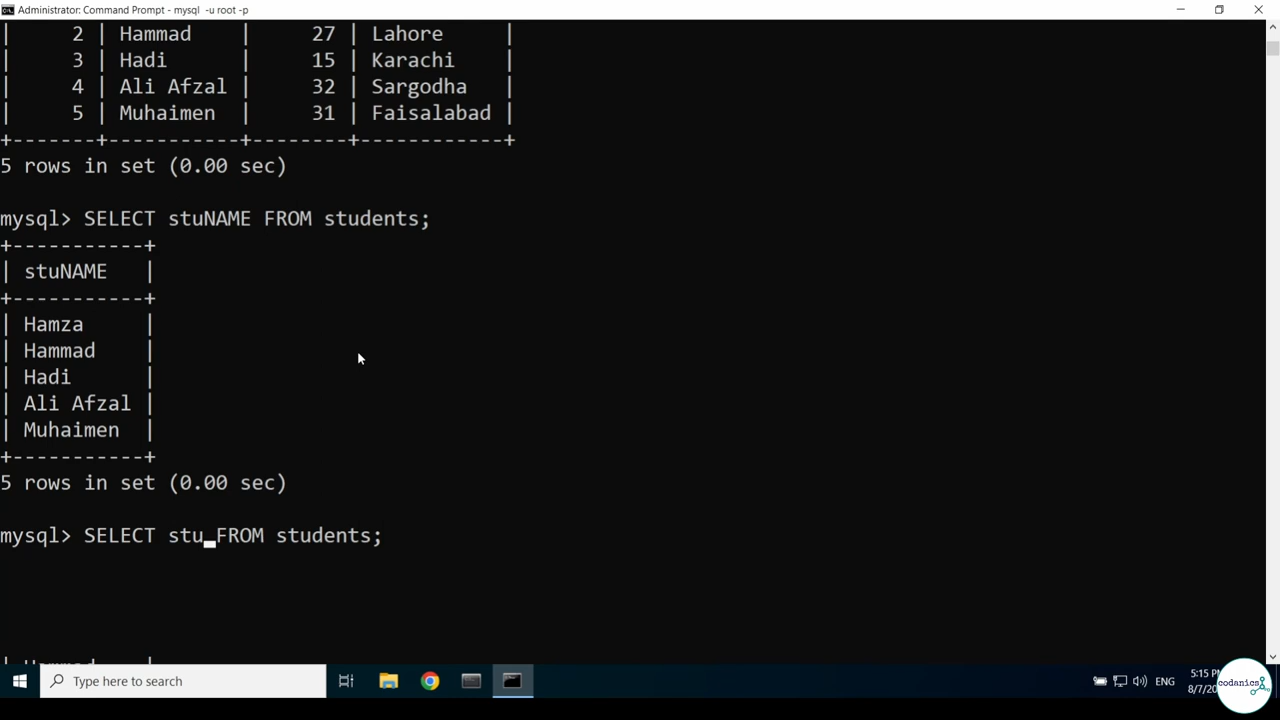 Administrator: Command Prompt - mysql -u root -p
|     2 | Hammad    |     27 | Lahore     |
|     3 | Hadi      |     15 | Karachi    |
|     4 | Ali Afzal |     32 | Sargodha   |
|     5 | Muhaimen  |     31 | Faisalabad |
+-------+-----------+--------+------------+
5 rows in set (0.00 sec)
mysql> SELECT stuNAME FROM students;
+-----------+
| stuNAME   |
+-----------+
| Hamza     |
| Hammad    |
| Hadi      |
| Ali Afzal |
| Muhaimen  |
+-----------+
5 rows in set (0.00 sec)
mysql> SELECT stu FROM students;
Type here to search
ENG
5:15
8/7/20
codanics